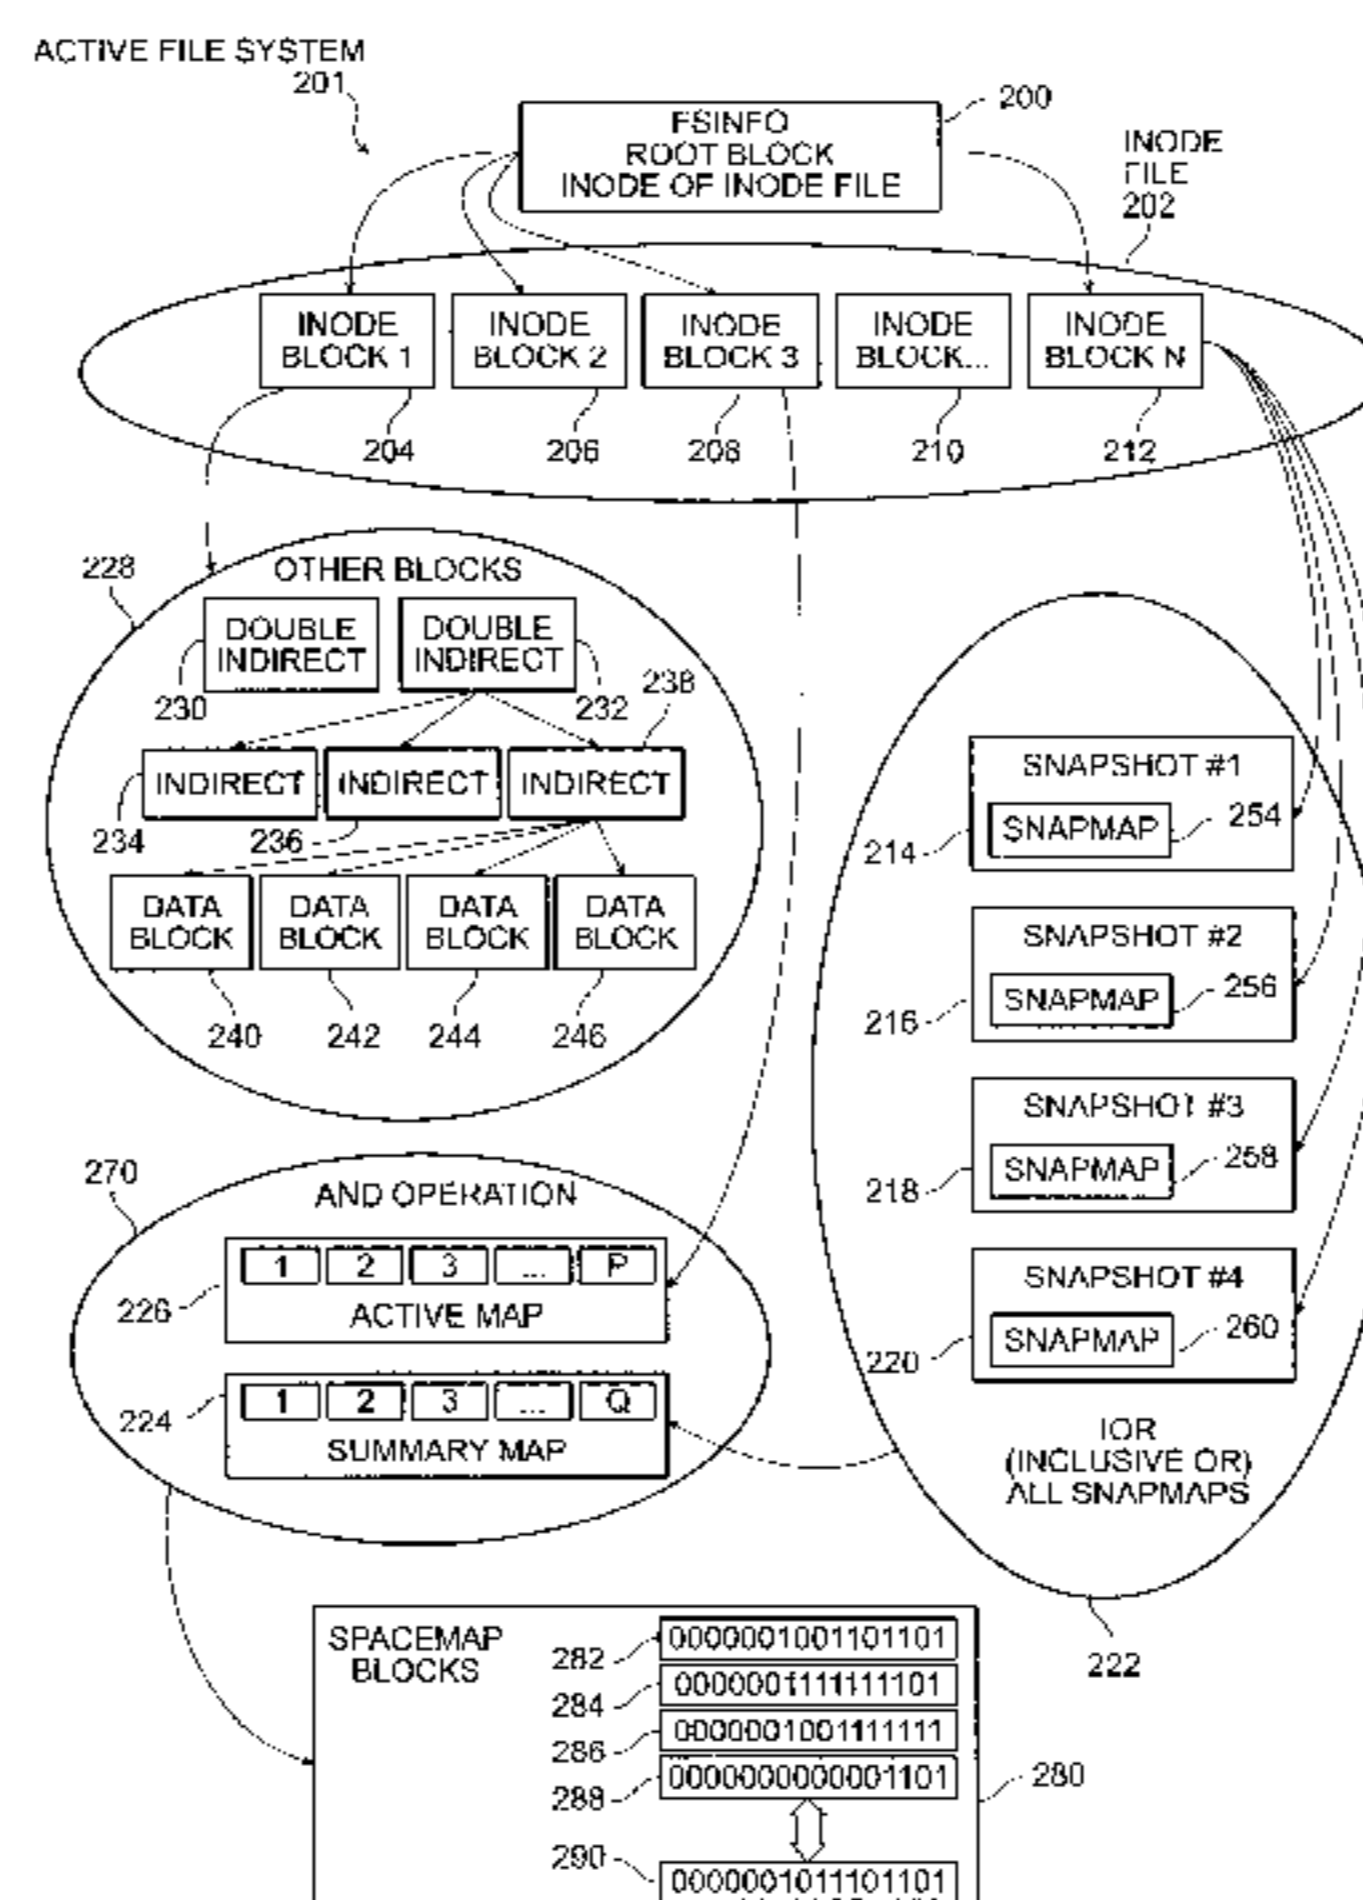 ACTIVE FILE SYSTEM
201
200
FSINFO
ROOT BLOCK
INODE OF INODE FILE
INODE
FILE
202
INODE
BLOCK 1
INODE
BLOCK 2
INODE
BLOCK 3
INODE
BLOCK...
INODE
BLOCK N
204
206
208
210
212
228
OTHER BLOCKS
DOUBLE
INDIRECT
DOUBLE
INDIRECT
230
232
238
INDIRECT
INDIRECT
INDIRECT
234
236
DATA
BLOCK
DATA
BLOCK
DATA
BLOCK
DATA
BLOCK
240
242
244
246
SNAPSHOT #1
SNAPMAP
254
214
SNAPSHOT #2
SNAPMAP
256
216
SNAPSHOT #3
SNAPMAP
258
218
SNAPSHOT #4
SNAPMAP
260
220
IOR
(INCLUSIVE OR)
ALL SNAPMAPS
222
270
AND OPERATION
1 2 3 ... P
ACTIVE MAP
226
1 2 3 ... Q
SUMMARY MAP
224
SPACEMAP
BLOCKS
282
0000001001101101
284
0000001111111101
286
0000001001111111
288
0000000000001101
280
290
0000001011101101